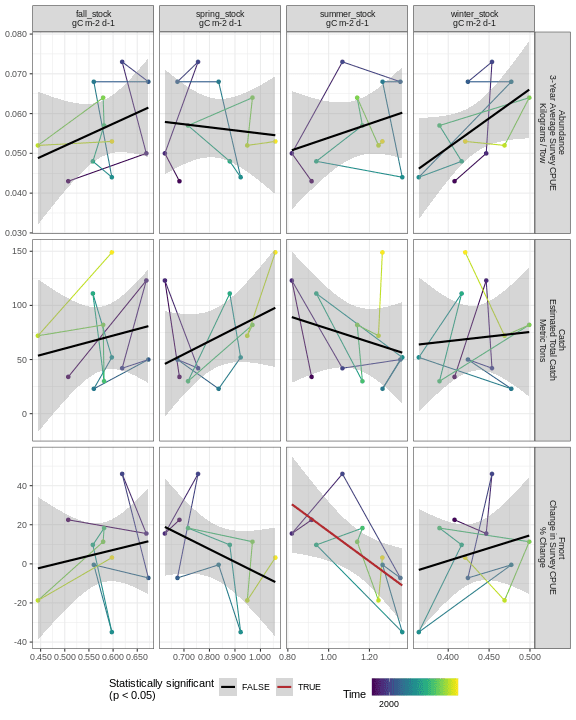 fall_stock
gC m-2 d-1
spring_stock
gC m-2 d-1
summer_stock
gC m-2 d-1
winter_stock
gC m-2 d-1
0.080
0.070
0.060
0.050
0.040
0.030
Abundance
3-Year Average Survey CPUE
Kilograms / Tow
150
100
50
0
Catch
Estimated Total Catch
Metric Tons
40
20
0
-20
-40
Fmort
Change in Survey CPUE
% Change
0.450 0.500 0.550 0.600 0.650
0.700 0.800 0.900 1.000
0.80 1.00 1.20
0.400 0.450 0.500
Statistically significant
(p < 0.05)
FALSE
TRUE
Time
2000